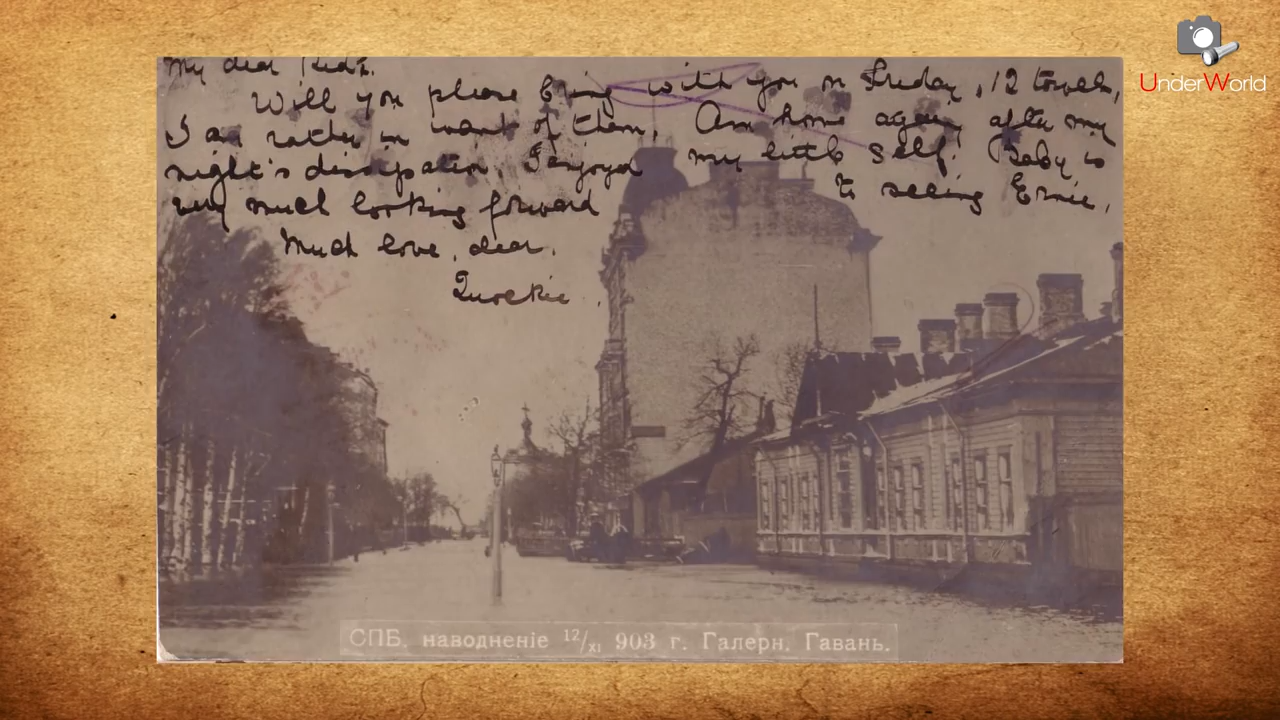 My dear
Will you please bring with you on Friday, 12 towels,
I am rather in want of them. Am home again after my
night's dissipation. I enjoyed my little self! Baby is
very much looking forward to seeing Ernie.
Much love, dear.
СПБ. наводненіе 12/XI 903 г. Галерн. Гавань.
UnderWorld